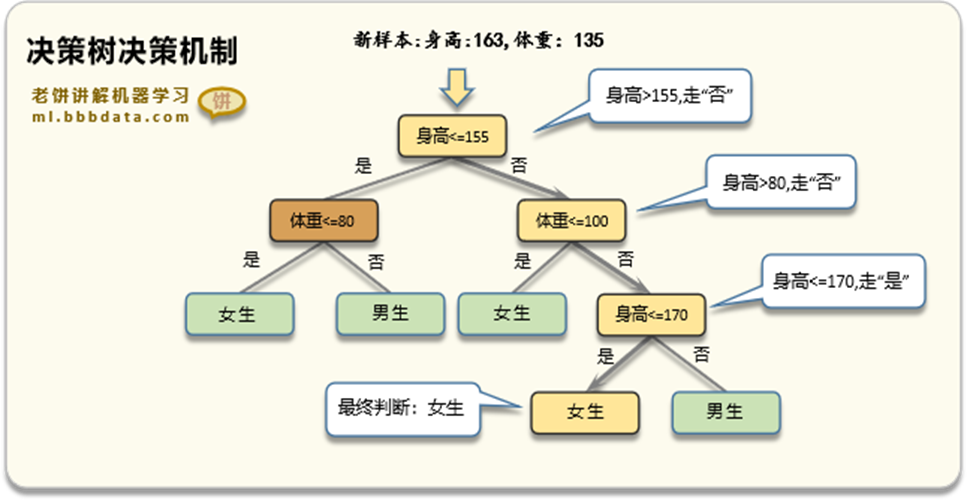 决策树决策机制
新样本:身高:163,体重：135
老饼讲解机器学习
饼
ml.bbbdata.com
身高>155,走“否”
身高<=155
是
否
身高>80,走“否”
体重<=80
体重<=100
是
否
是
否
身高<=170,走“是”
女生
男生
女生
身高<=170
是
否
最终判断：女生
女生
男生